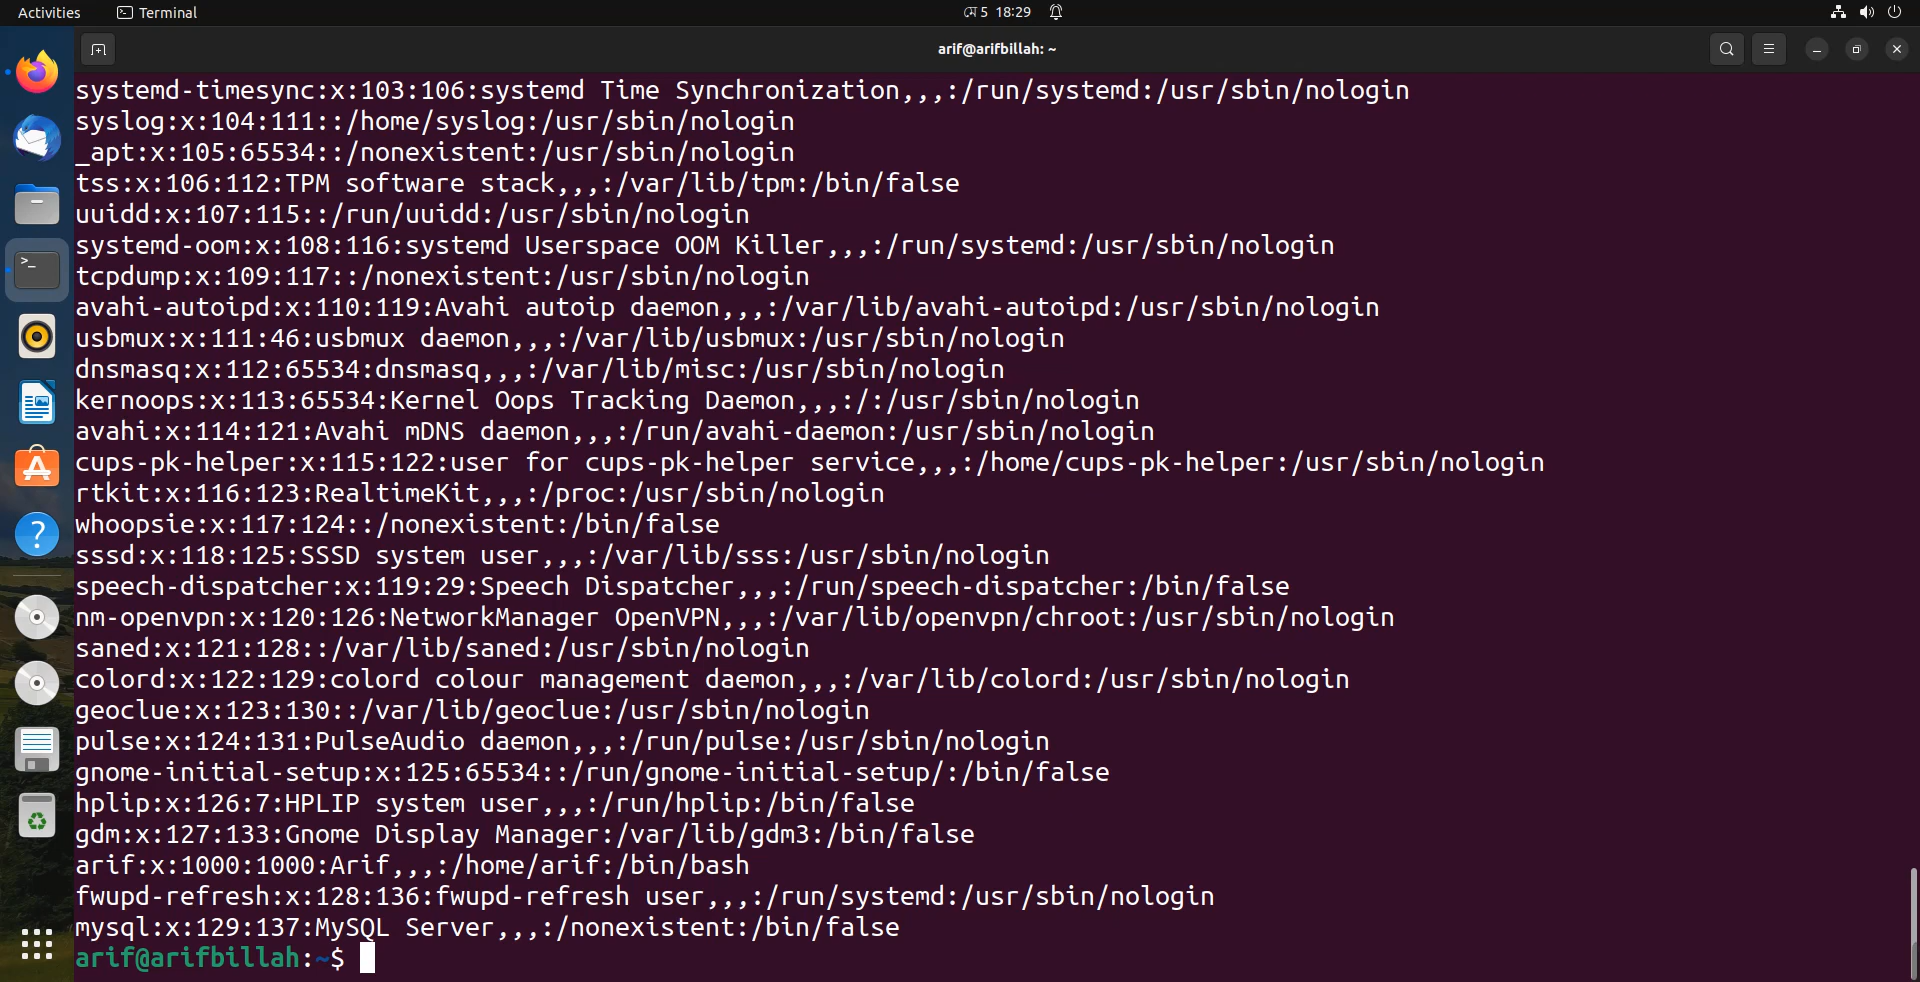 Activities
Terminal
মে 5 18:29
arif@arifbillah: ~
systemd-timesync:x:103:106:systemd Time Synchronization,,,:/run/systemd:/usr/sbin/nologin
syslog:x:104:111::/home/syslog:/usr/sbin/nologin
_apt:x:105:65534::/nonexistent:/usr/sbin/nologin
tss:x:106:112:TPM software stack,,,:/var/lib/tpm:/bin/false
uuidd:x:107:115::/run/uuidd:/usr/sbin/nologin
systemd-oom:x:108:116:systemd Userspace OOM Killer,,,:/run/systemd:/usr/sbin/nologin
tcpdump:x:109:117::/nonexistent:/usr/sbin/nologin
avahi-autoipd:x:110:119:Avahi autoip daemon,,,:/var/lib/avahi-autoipd:/usr/sbin/nologin
usbmux:x:111:46:usbmux daemon,,,:/var/lib/usbmux:/usr/sbin/nologin
dnsmasq:x:112:65534:dnsmasq,,,:/var/lib/misc:/usr/sbin/nologin
kernoops:x:113:65534:Kernel Oops Tracking Daemon,,,:/:/usr/sbin/nologin
avahi:x:114:121:Avahi mDNS daemon,,,:/run/avahi-daemon:/usr/sbin/nologin
cups-pk-helper:x:115:122:user for cups-pk-helper service,,,:/home/cups-pk-helper:/usr/sbin/nologin
rtkit:x:116:123:RealtimeKit,,,:/proc:/usr/sbin/nologin
whoopsie:x:117:124::/nonexistent:/bin/false
sssd:x:118:125:SSSD system user,,,:/var/lib/sss:/usr/sbin/nologin
speech-dispatcher:x:119:29:Speech Dispatcher,,,:/run/speech-dispatcher:/bin/false
nm-openvpn:x:120:126:NetworkManager OpenVPN,,,:/var/lib/openvpn/chroot:/usr/sbin/nologin
saned:x:121:128::/var/lib/saned:/usr/sbin/nologin
colord:x:122:129:colord colour management daemon,,,:/var/lib/colord:/usr/sbin/nologin
geoclue:x:123:130::/var/lib/geoclue:/usr/sbin/nologin
pulse:x:124:131:PulseAudio daemon,,,:/run/pulse:/usr/sbin/nologin
gnome-initial-setup:x:125:65534::/run/gnome-initial-setup/:/bin/false
hplip:x:126:7:HPLIP system user,,,:/run/hplip:/bin/false
gdm:x:127:133:Gnome Display Manager:/var/lib/gdm3:/bin/false
arif:x:1000:1000:Arif,,,:/home/arif:/bin/bash
fwupd-refresh:x:128:136:fwupd-refresh user,,,:/run/systemd:/usr/sbin/nologin
mysql:x:129:137:MySQL Server,,,:/nonexistent:/bin/false
arif@arifbillah:~$